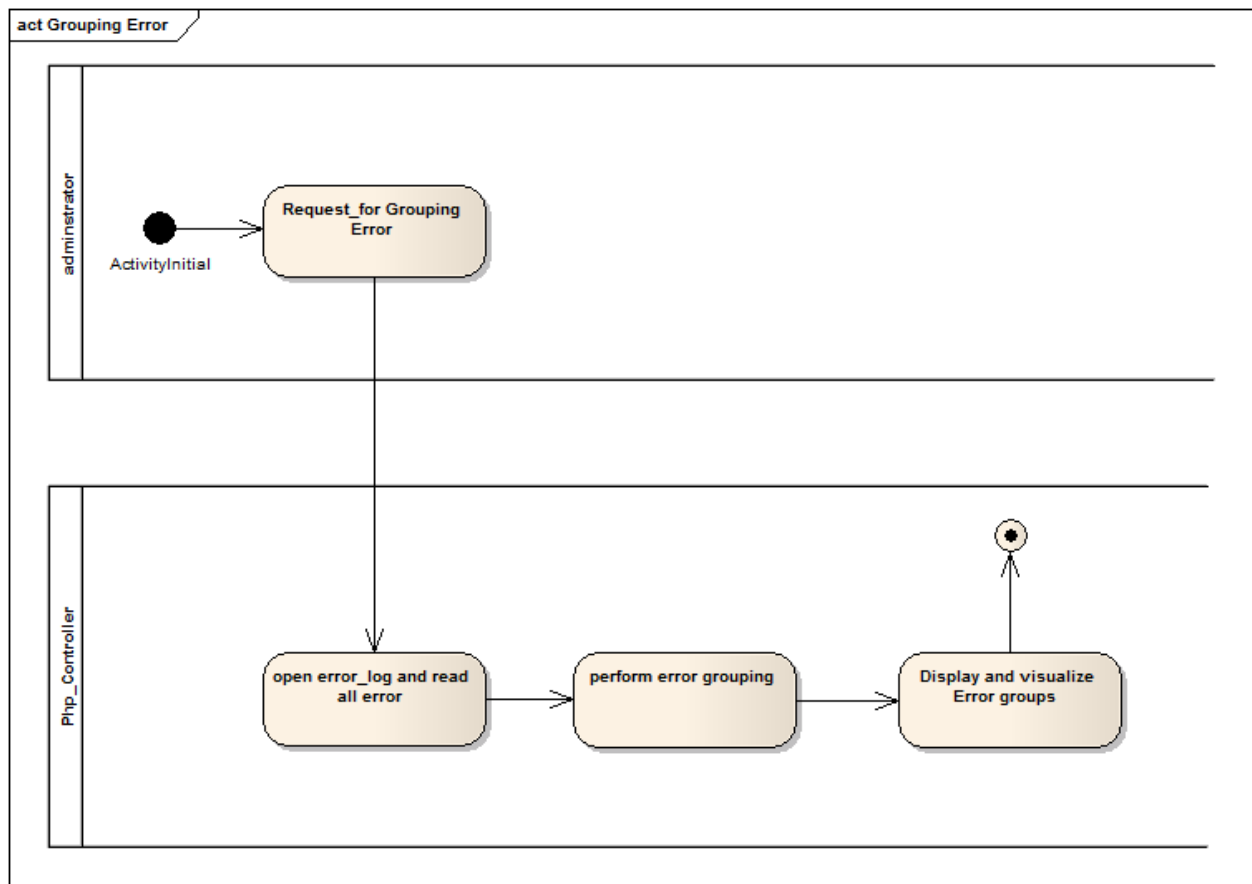 act Grouping Error
adminstrator
Request_for Grouping
Error
ActivityInitial
Php_Controller
open error_log and read
all error
perform error grouping
Display and visualize
Error groups